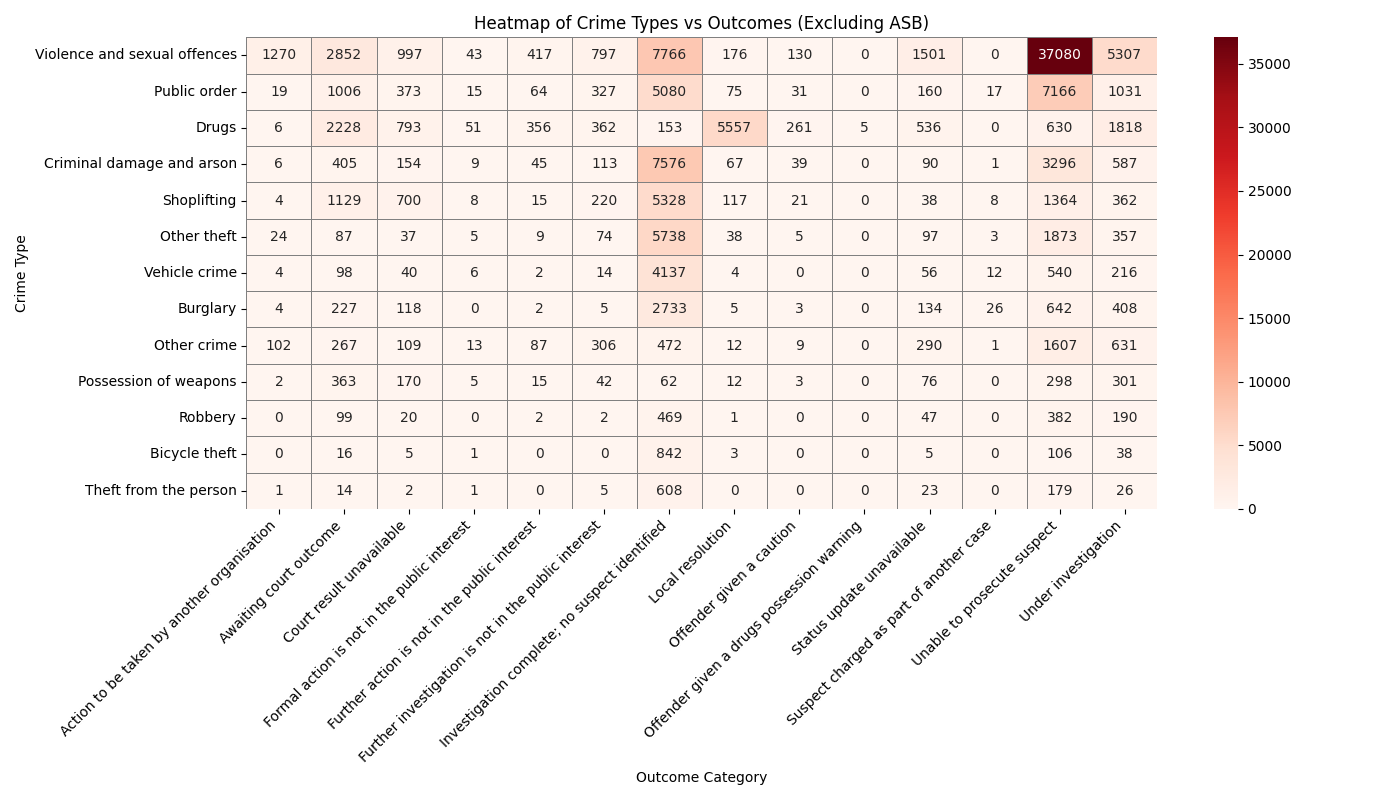 Heatmap of Crime Types vs Outcomes (Excluding ASB)
Crime Type
Violence and sexual offences 1270 2852 997 43 417 797 7766 176 130 0 1501 0 37080 5307
Public order 19 1006 373 15 64 327 5080 75 31 0 160 17 7166 1031
Drugs 6 2228 793 51 356 362 153 5557 261 5 536 0 630 1818
Criminal damage and arson 6 405 154 9 45 113 7576 67 39 0 90 1 3296 587
Shoplifting 4 1129 700 8 15 220 5328 117 21 0 38 8 1364 362
Other theft 24 87 37 5 9 74 5738 38 5 0 97 3 1873 357
Vehicle crime 4 98 40 6 2 14 4137 4 0 0 56 12 540 216
Burglary 4 227 118 0 2 5 2733 5 3 0 134 26 642 408
Other crime 102 267 109 13 87 306 472 12 9 0 290 1 1607 631
Possession of weapons 2 363 170 5 15 42 62 12 3 0 76 0 298 301
Robbery 0 99 20 0 2 2 469 1 0 0 47 0 382 190
Bicycle theft 0 16 5 1 0 0 842 3 0 0 5 0 106 38
Theft from the person 1 14 2 1 0 5 608 0 0 0 23 0 179 26
Action to be taken by another organisation
Awaiting court outcome
Court result unavailable
Formal action is not in the public interest
Further action is not in the public interest
Further investigation is not in the public interest
Investigation complete; no suspect identified
Local resolution
Offender given a caution
Offender given a drugs possession warning
Status update unavailable
Suspect charged as part of another case
Unable to prosecute suspect
Under investigation
Outcome Category
35000
30000
25000
20000
15000
10000
5000
0